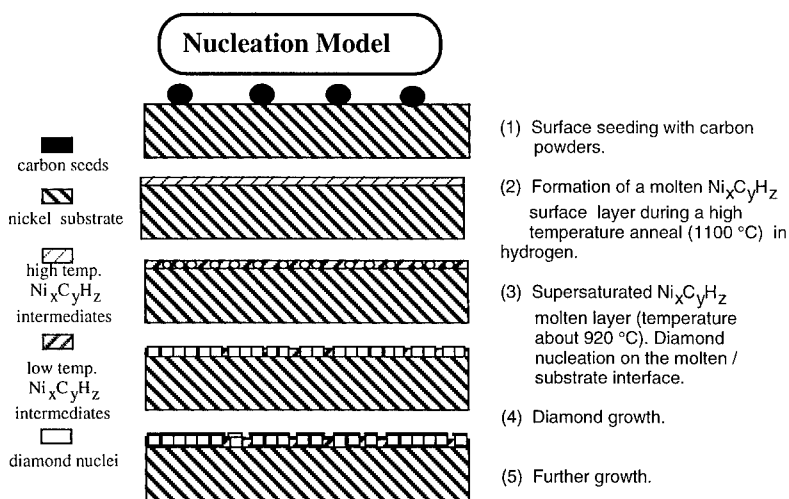 Nucleation Model
carbon seeds
nickel substrate
high temp.
NixCyHz
intermediates
low temp.
NixCyHz
intermediates
diamond nuclei
(1) Surface seeding with carbon
powders.
(2) Formation of a molten NixCyHz
surface layer during a high
temperature anneal (1100 °C) in
hydrogen.
(3) Supersaturated NixCyHz
molten layer (temperature
about 920 °C). Diamond
nucleation on the molten /
substrate interface.
(4) Diamond growth.
(5) Further growth.